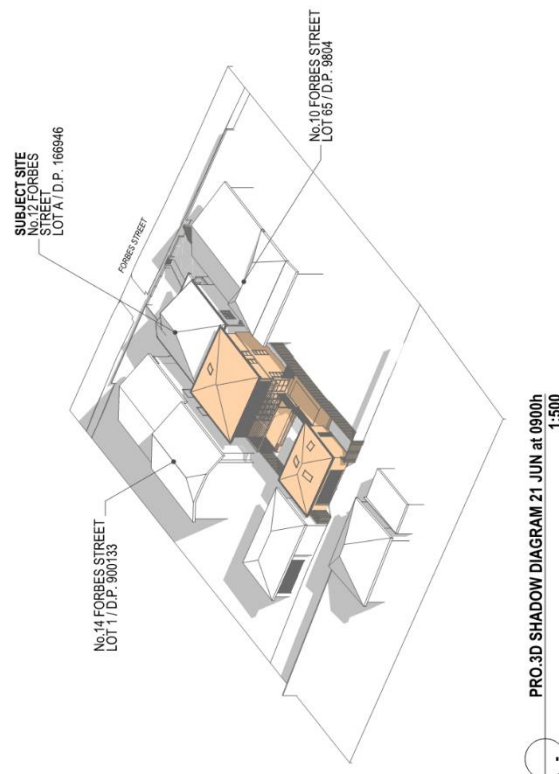 SUBJECT SITE
No.12 FORBES
STREET
LOT A / D.P. 166946
FORBES STREET
No.10 FORBES STREET
LOT 65 / D.P. 9804
No.14 FORBES STREET
LOT 1 / D.P. 900133
PRO.3D SHADOW DIAGRAM 21 JUN at 0900h
1:500
-